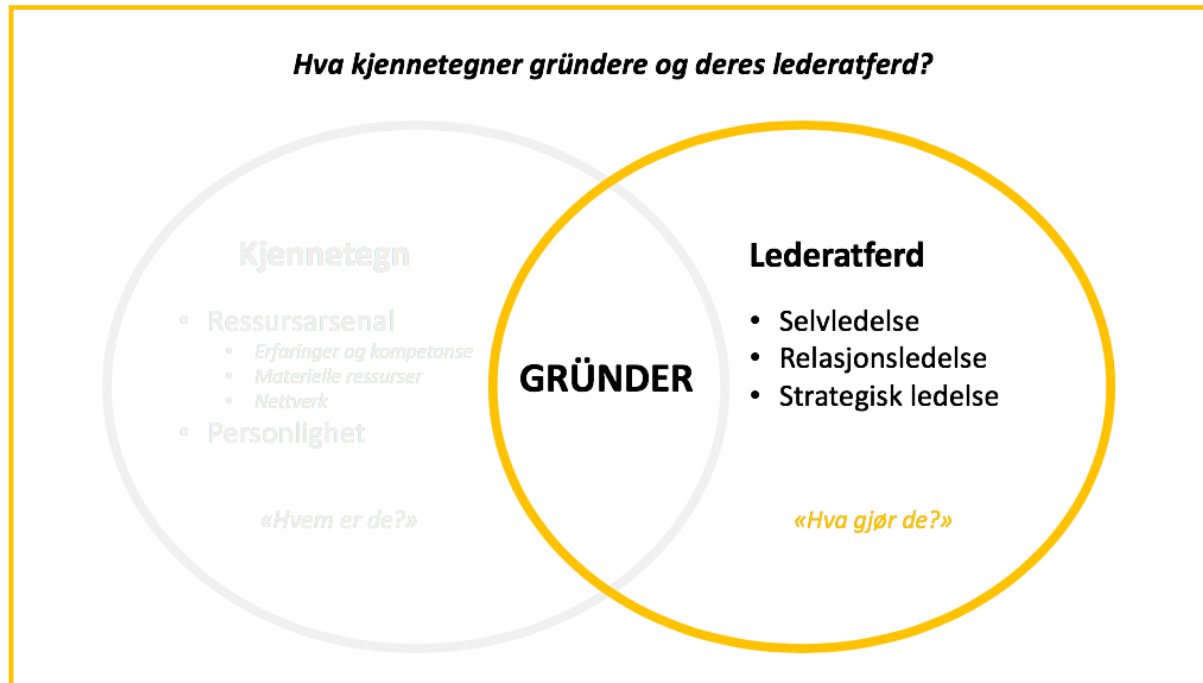 Hva kjennetegner gründere og deres lederatferd?
Kjennetegn
• Ressursarsenal
• Erfaringer og kompetanse
• Materielle ressurser
• Nettverk
• Personlighet
«Hvem er de?»
GRÜNDER
Lederatferd
• Selvledelse
• Relasjonsledelse
• Strategisk ledelse
«Hva gjør de?»